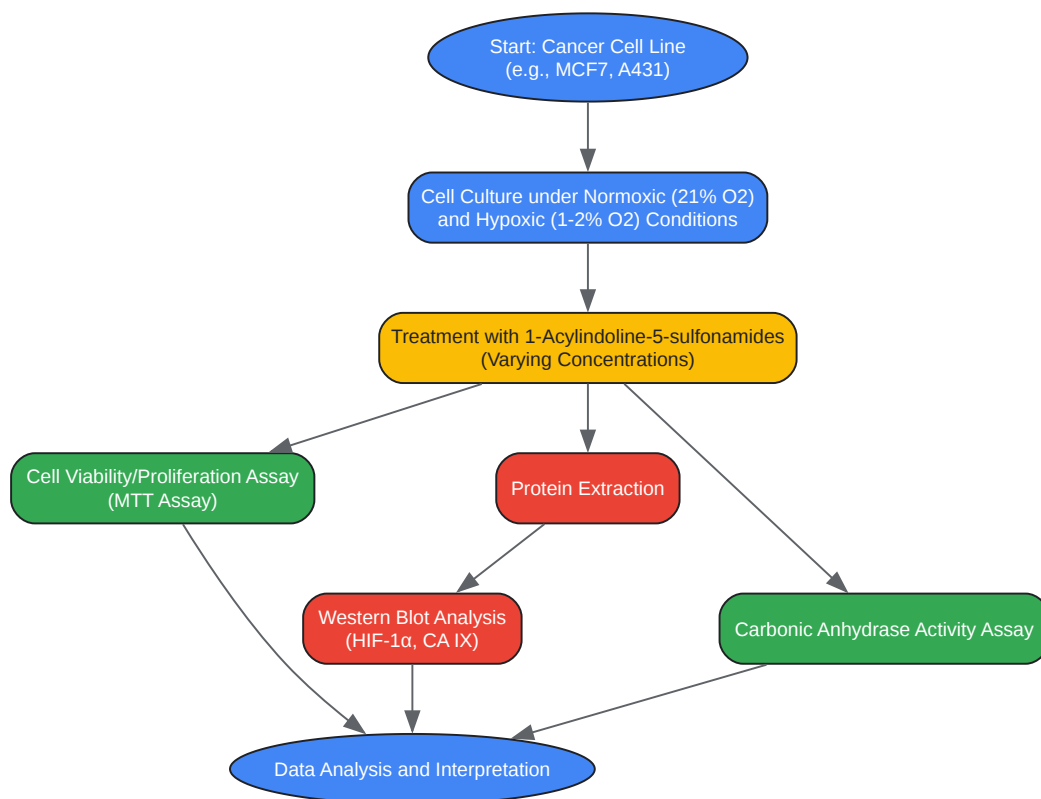 Start: Cancer Cell Line
(e.g., MCF7, A431)
Cell Culture under Normoxic (21% O2)
and Hypoxic (1-2% O2) Conditions
Treatment with 1-Acylindoline-5-sulfonamides
(Varying Concentrations)
Cell Viability/Proliferation Assay
(MTT Assay)
Protein Extraction
Western Blot Analysis
(HIF-1α, CA IX)
Carbonic Anhydrase Activity Assay
Data Analysis and Interpretation